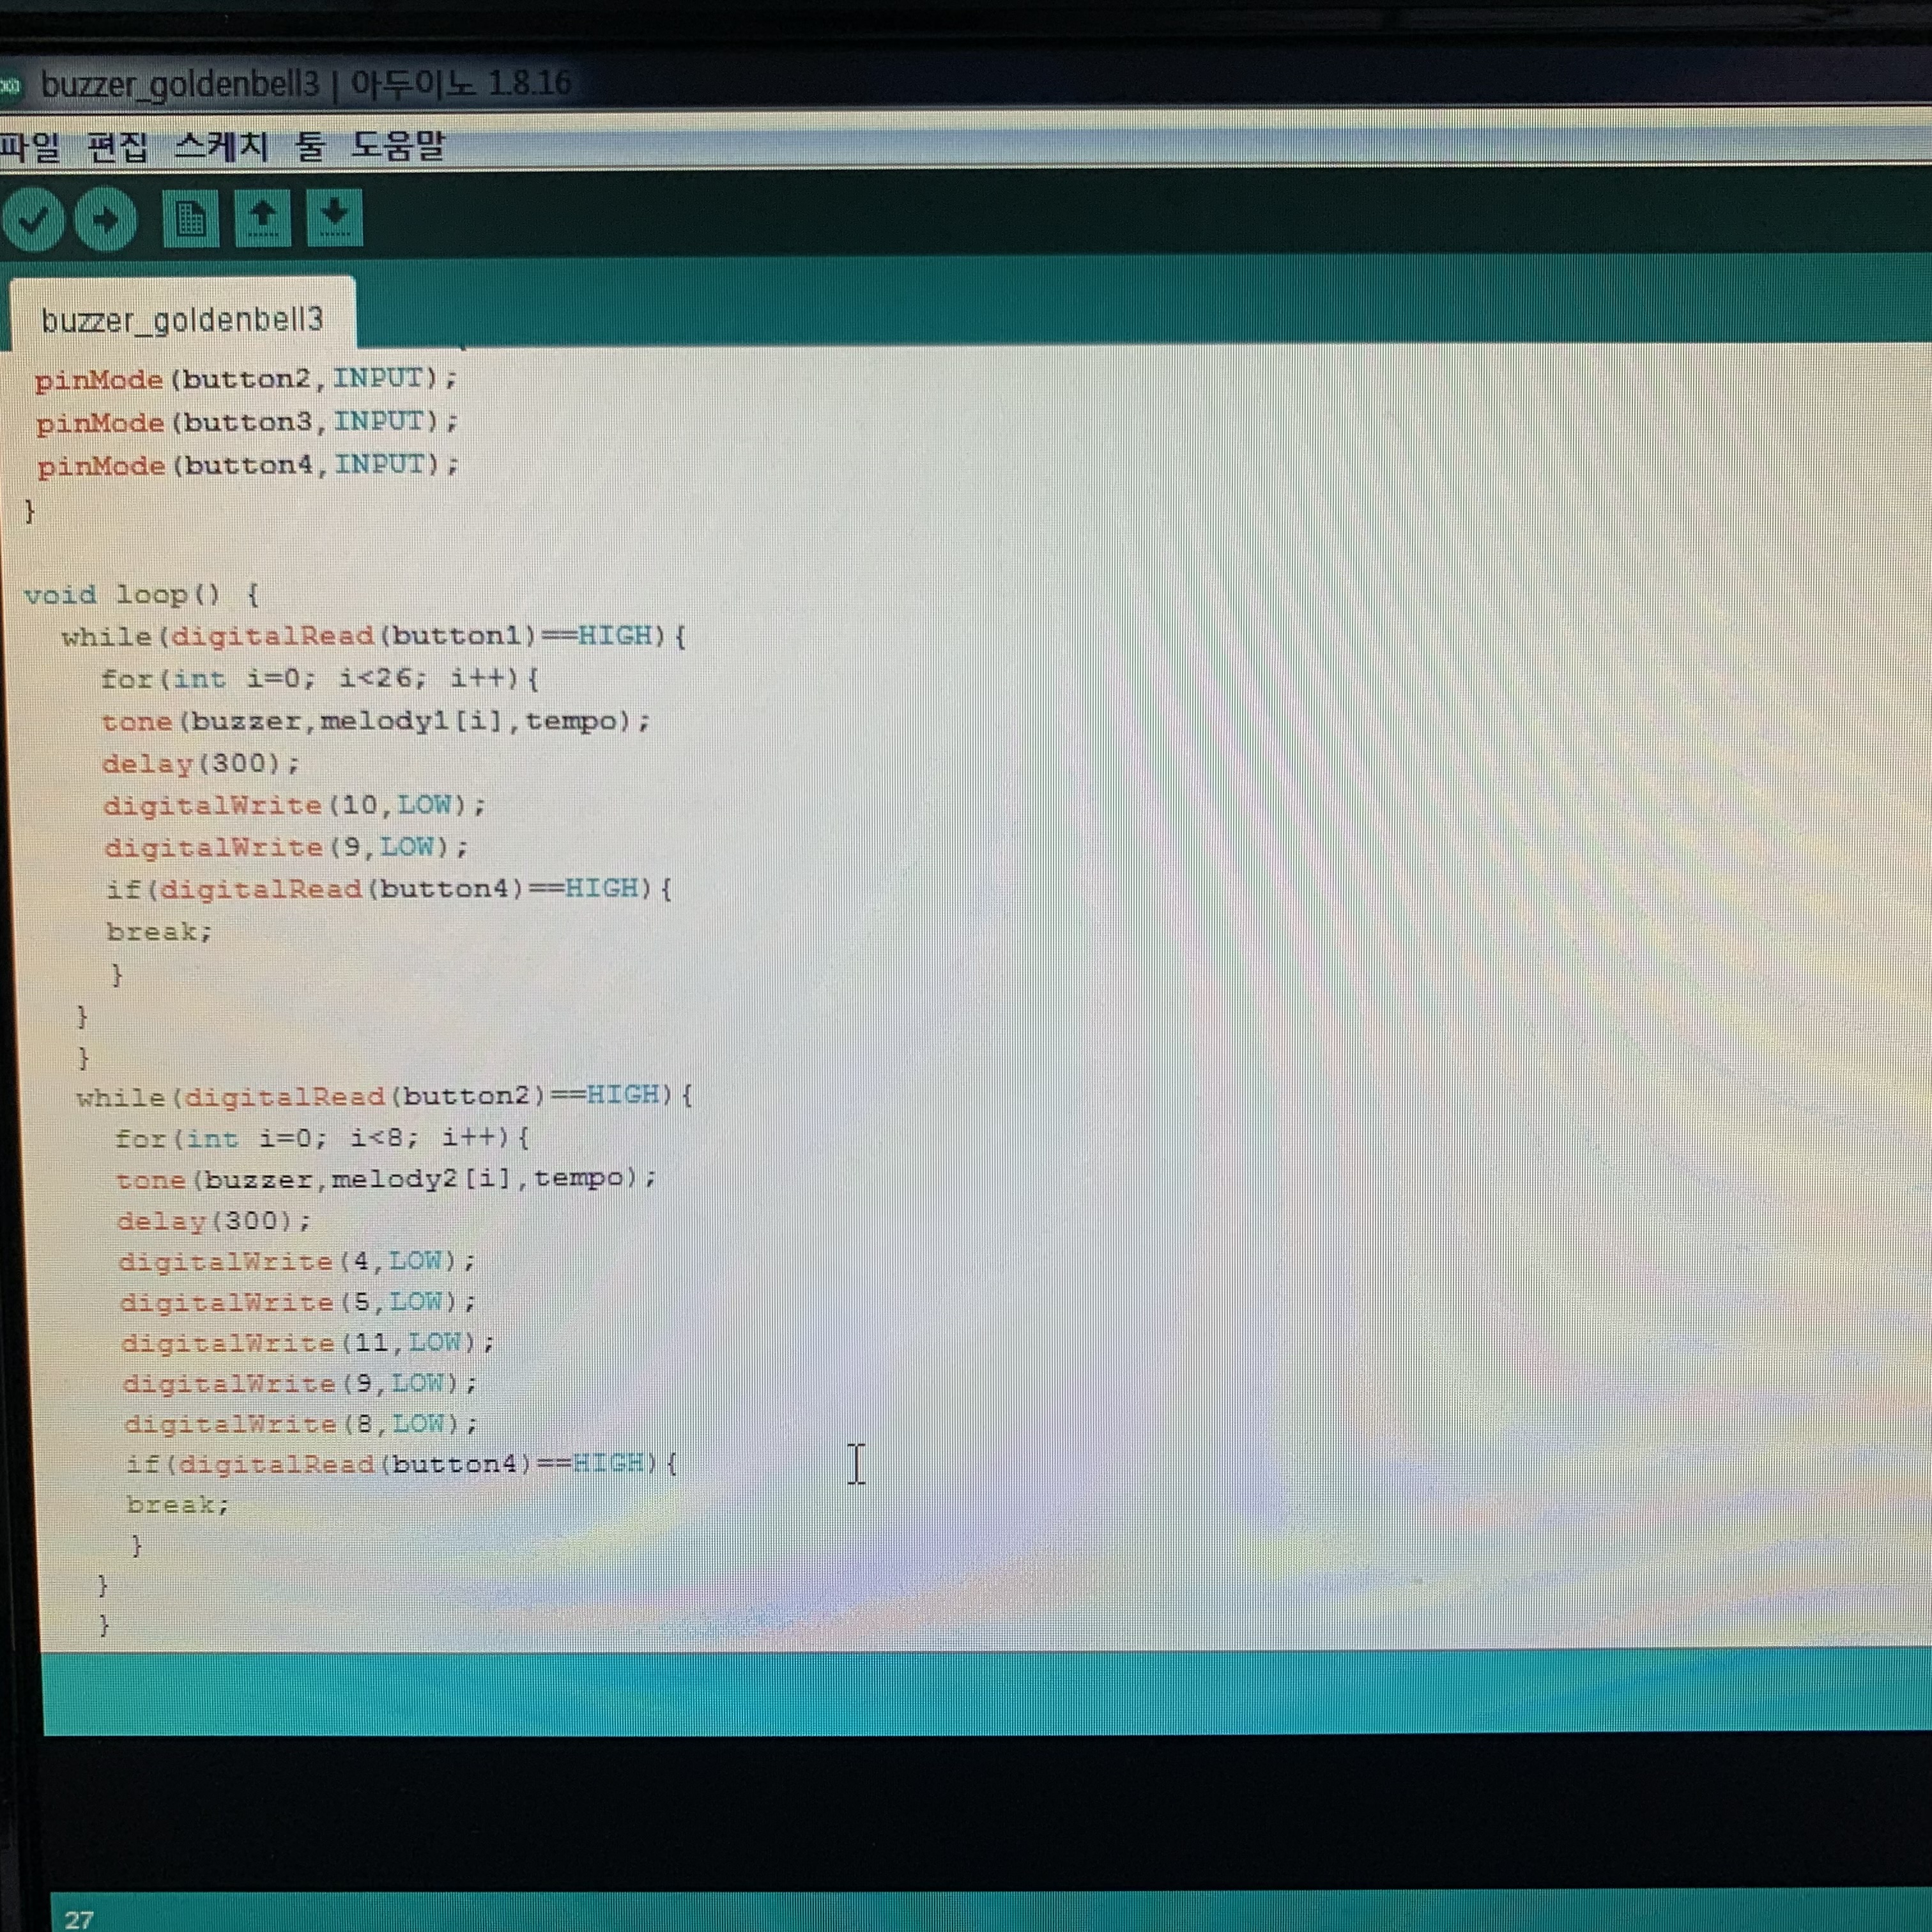 buzzer_goldenbell3 | 아두이노 1.8.16
파일 편집 스케치 툴 도움말
buzzer_goldenbell3
pinMode(button2,INPUT);
pinMode(button3,INPUT);
pinMode(button4,INPUT);
}
void loop() {
while(digitalRead(button1)==HIGH){
for(int i=0; i<26; i++){
tone(buzzer,melody1[i],tempo);
delay(300);
digitalWrite(10,LOW);
digitalWrite(9,LOW);
if(digitalRead(button4)==HIGH){
break;
}
}
}
while(digitalRead(button2)==HIGH){
for(int i=0; i<8; i++){
tone(buzzer,melody2[i],tempo);
delay(300);
digitalWrite(4,LOW);
digitalWrite(5,LOW);
digitalWrite(11,LOW);
digitalWrite(9,LOW);
digitalWrite(8,LOW);
if(digitalRead(button4)==HIGH){
break;
}
}
}
27